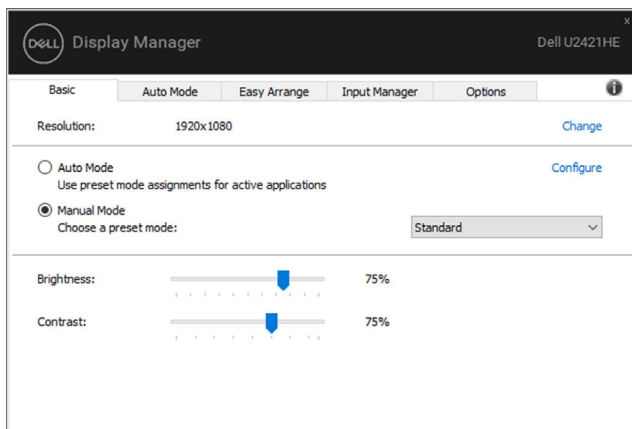 DELL Display Manager Dell U2421HE
x
Basic Auto Mode Easy Arrange Input Manager Options i
Resolution: 1920x1080 Change
Auto Mode Configure
Use preset mode assignments for active applications
Manual Mode
Choose a preset mode: Standard
Brightness: 75%
Contrast: 75%